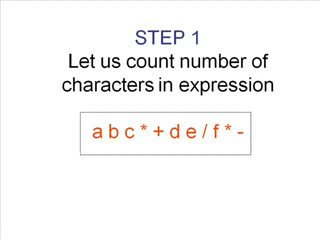 STEP 1
Let us count number of
characters in expression
a b c * + d e / f * -